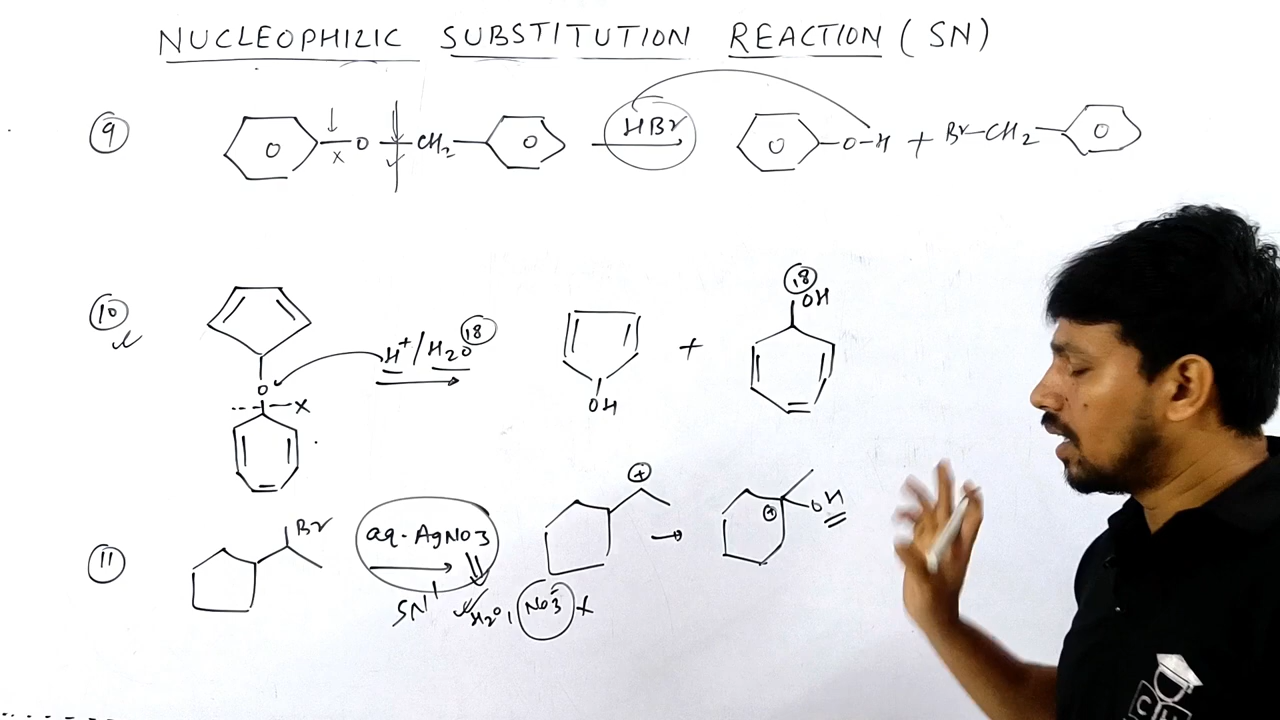 NUCLEOPHILIC SUBSTITUTION REACTION (SN)
9 O x O CH2 O HBr O O-H + Br-CH2 O
10 O X H+/H2O 18 OH + 18 OH
11 Br aq. AgNO3 SN1 H2O, NO3- x + → + OH